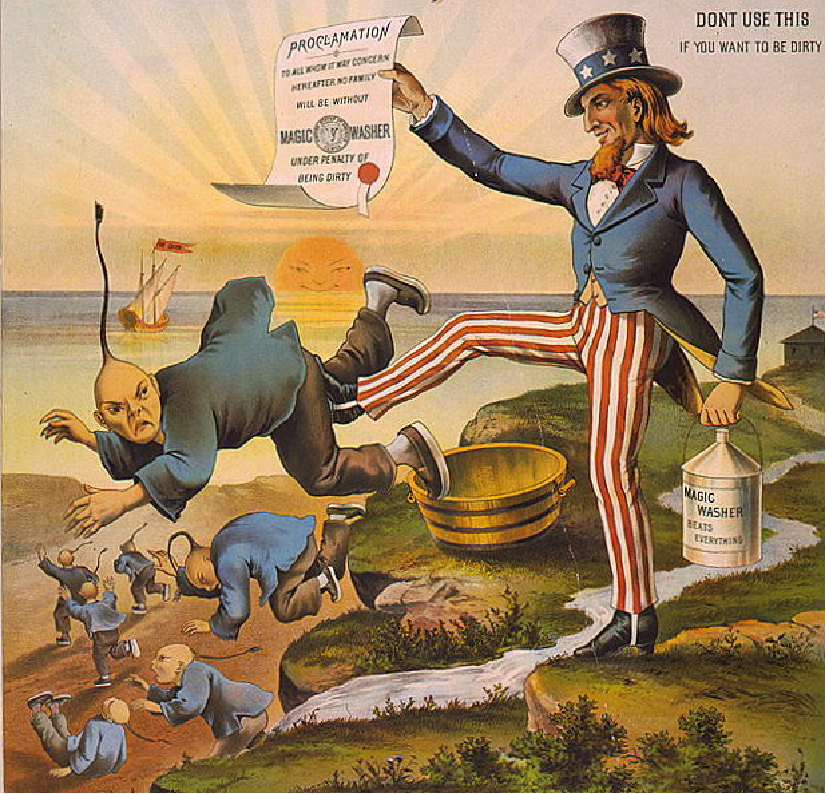 DONT USE THIS
IF YOU WANT TO BE DIRTY
PROCLAMATION
TO ALL WHOM IT MAY CONCERN
HEREAFTER, NO FAMILY
WILL BE WITHOUT
MAGIC WASHER
UNDER PENALTY OF
BEING DIRTY
MAGIC
WASHER
BEATS
EVERYTHING